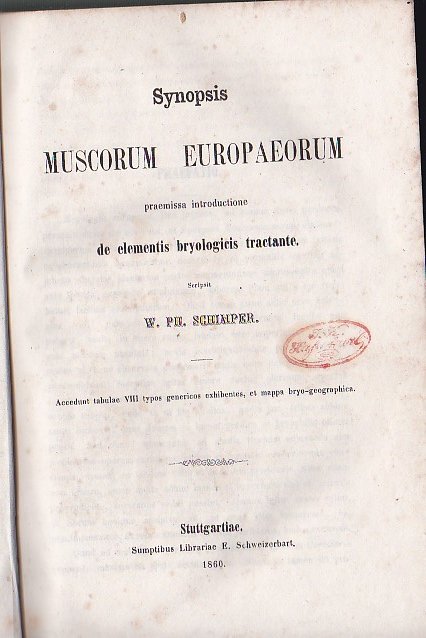 Synopsis
MUSCORUM EUROPAEORUM
praemissa introductione
de elementis bryologicis tractante.
Scripsit
W. PH. SCHIMPER.
Accedunt tabulae VIII typos genericos exhibentes, et mappa bryo-geographica.
Stuttgartiae.
Sumptibus Librariae E. Schweizerbart.
1860.